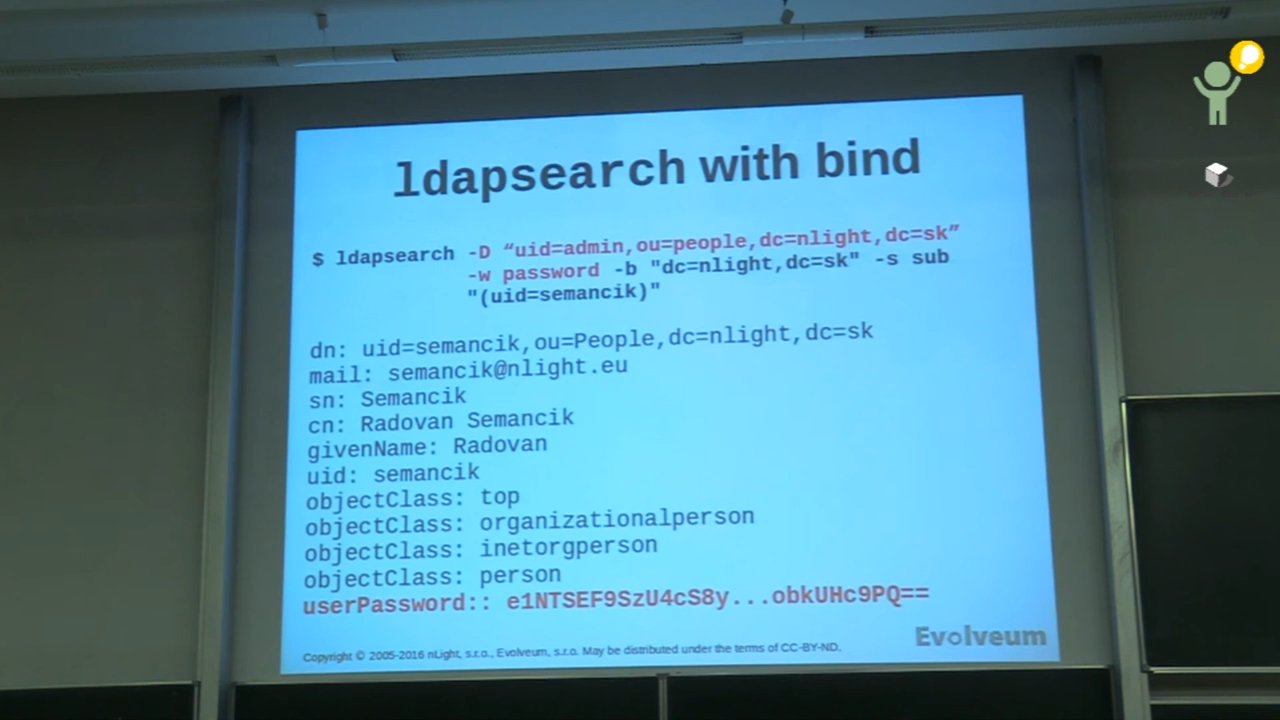 ldapsearch with bind
$ ldapsearch -D “uid=admin,ou=people,dc=nlight,dc=sk”
-w password -b "dc=nlight,dc=sk" -s sub
"(uid=semancik)"
dn: uid=semancik,ou=People,dc=nlight,dc=sk
mail: semancik@nlight.eu
sn: Semancik
cn: Radovan Semancik
givenName: Radovan
uid: semancik
objectClass: top
objectClass: organizationalperson
objectClass: inetorgperson
objectClass: person
userPassword:: e1NTSEF9SzU4cS8y...obkUHc9PQ==
Copyright © 2005-2016 nLight, s.r.o., Evolveum, s.r.o. May be distributed under the terms of CC-BY-ND.
Evolveum